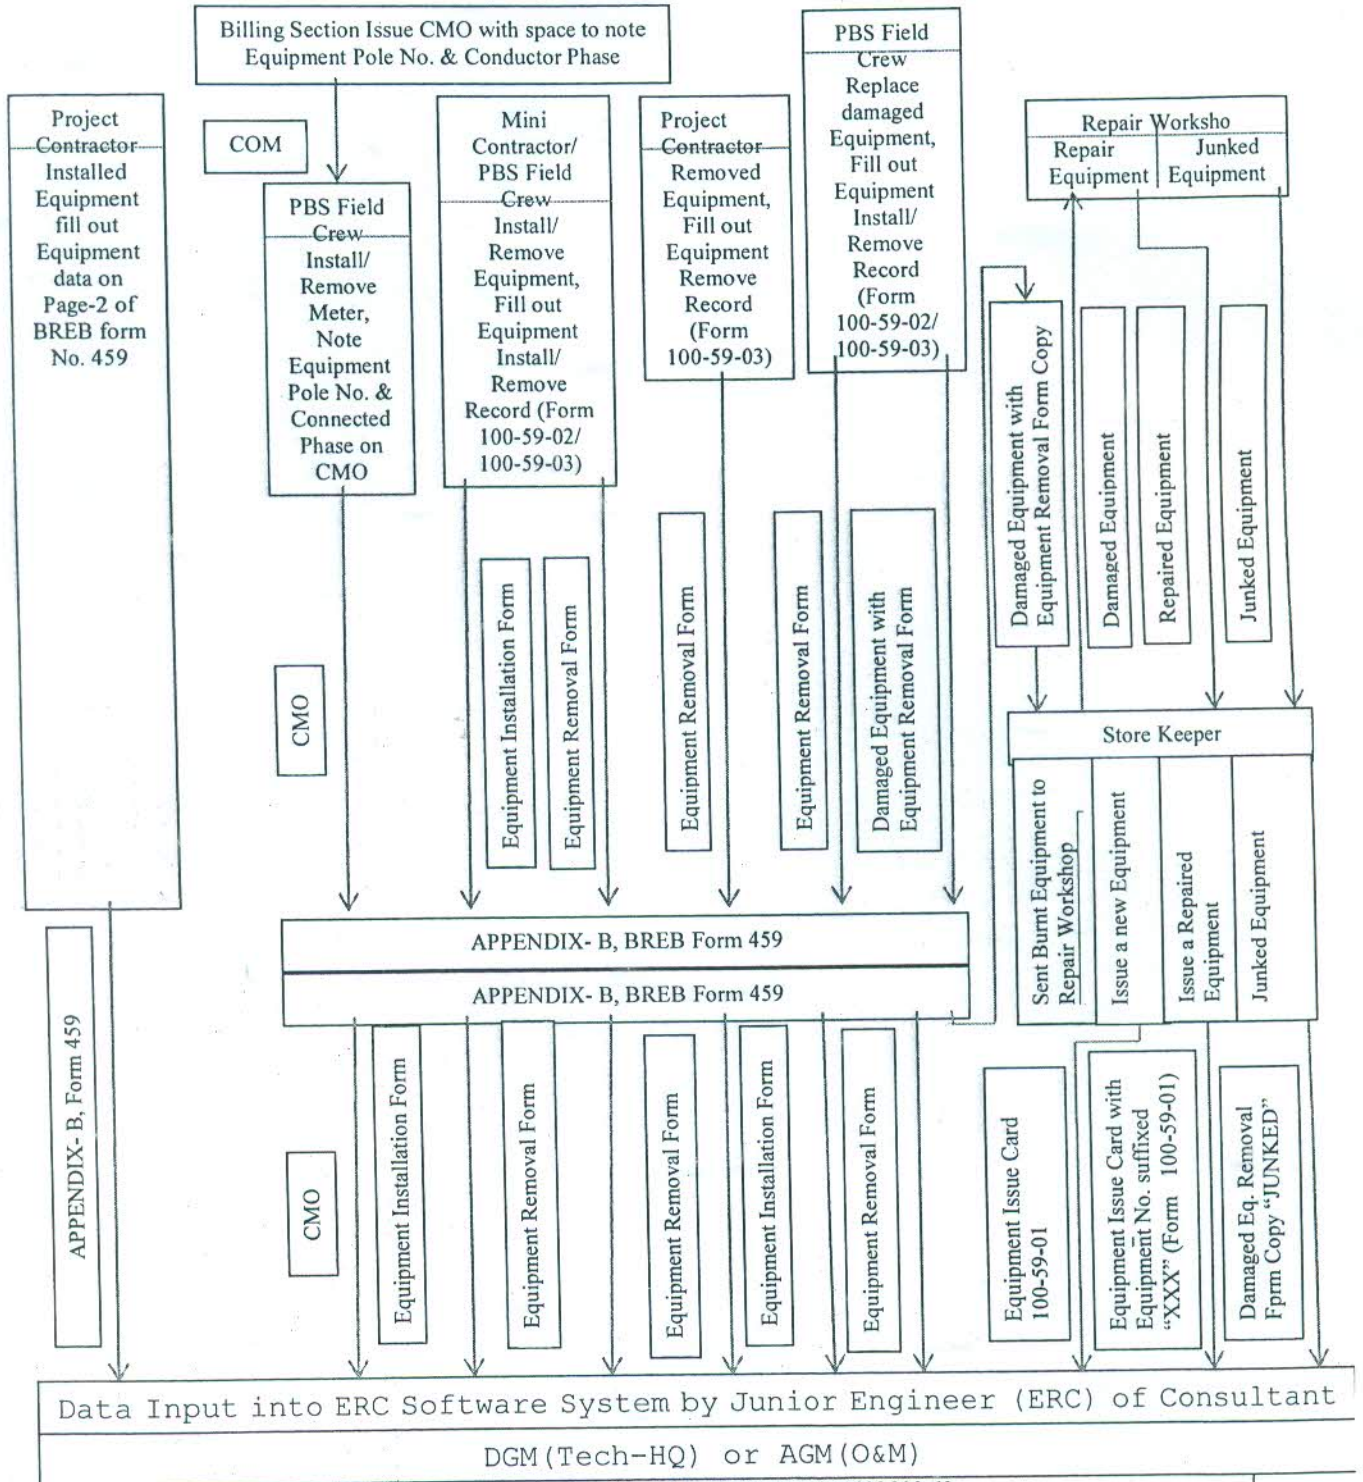 Billing Section Issue CMO with space to note
Equipment Pole No. & Conductor Phase
Project
Contractor
Installed
Equipment
fill out
Equipment
data on
Page-2 of
BREB form
No. 459
COM
PBS Field
Crew
Install/
Remove
Meter,
Note
Equipment
Pole No. &
Connected
Phase on
CMO
Mini
Contractor/
PBS Field
Crew
Install/
Remove
Equipment,
Fill out
Equipment
Install/
Remove
Record (Form
100-59-02/
100-59-03)
Project
Contractor
Removed
Equipment,
Fill out
Equipment
Remove
Record
(Form
100-59-03)
PBS Field
Crew
Replace
damaged
Equipment,
Fill out
Equipment
Install/
Remove
Record
(Form
100-59-02/
100-59-03)
Repair Worksho
Repair
Equipment
Junked
Equipment
Damaged Equipment with
Equipment Removal Form Copy
Damaged Equipment
Repaired Equipment
Junked Equipment
CMO
Equipment Installation Form
Equipment Removal Form
Equipment Removal Form
Equipment Removal Form
Damaged Equipment with
Equipment Removal Form
Store Keeper
Sent Burnt Equipment to
Repair Workshop
Issue a new Equipment
Issue a Repaired
Equipment
Junked Equipment
APPENDIX- B, BREB Form 459
APPENDIX- B, BREB Form 459
APPENDIX- B, Form 459
CMO
Equipment Installation Form
Equipment Removal Form
Equipment Removal Form
Equipment Installation Form
Equipment Removal Form
Equipment Issue Card
100-59-01
Equipment Issue Card with
Equipment No. suffixed
"XXX" (Form 100-59-01)
Damaged Eq. Removal
Fprm Copy "JUNKED"
Data Input into ERC Software System by Junior Engineer (ERC) of Consultant
DGM(Tech-HQ) or AGM(O&M)